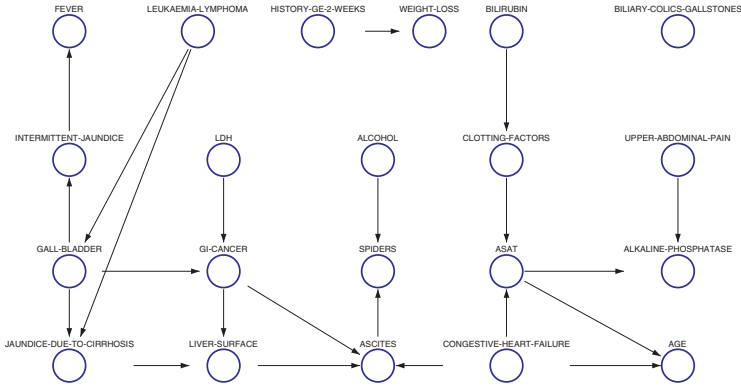 FEVER
LEUKAEMIA-LYMPHOMA
HISTORY-GE-2-WEEKS
WEIGHT-LOSS
BILIRUBIN
BILIARY-COLICS-GALLSTONES
INTERMITTENT-JAUNDICE
LDH
ALCOHOL
CLOTTING-FACTORS
UPPER-ABDOMINAL-PAIN
GALL-BLADDER
GI-CANCER
SPIDERS
ASAT
ALKALINE-PHOSPHATASE
JAUNDICE-DUE-TO-CIRRHOSIS
LIVER-SURFACE
ASCITES
CONGESTIVE-HEART-FAILURE
AGE